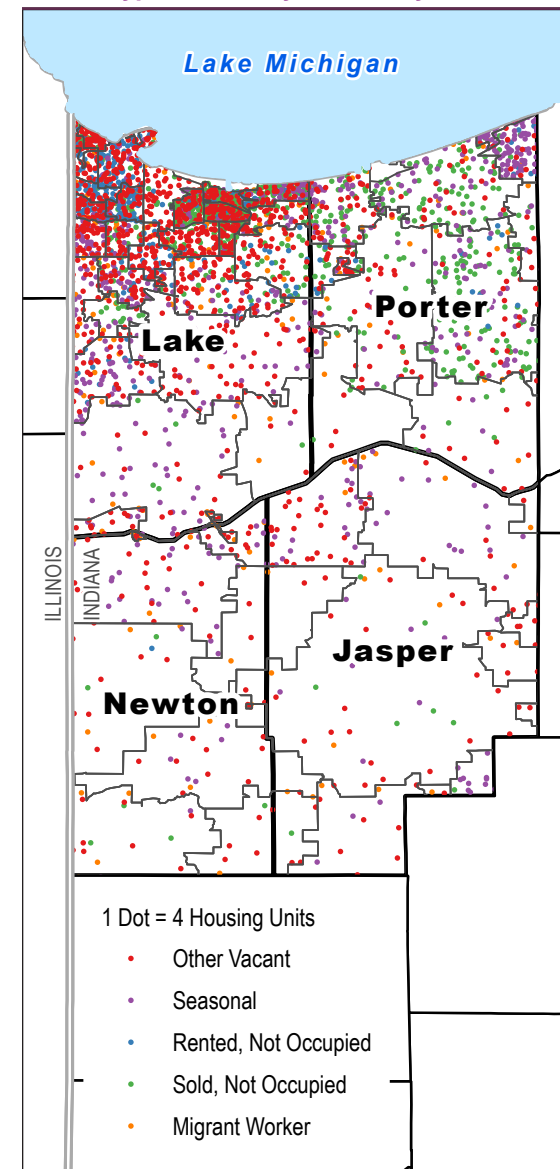 Lake Michigan
Porter
Lake
ILLINOIS
INDIANA
Jasper
Newton
1 Dot = 4 Housing Units
Other Vacant
Seasonal
Rented, Not Occupied
Sold, Not Occupied
Migrant Worker